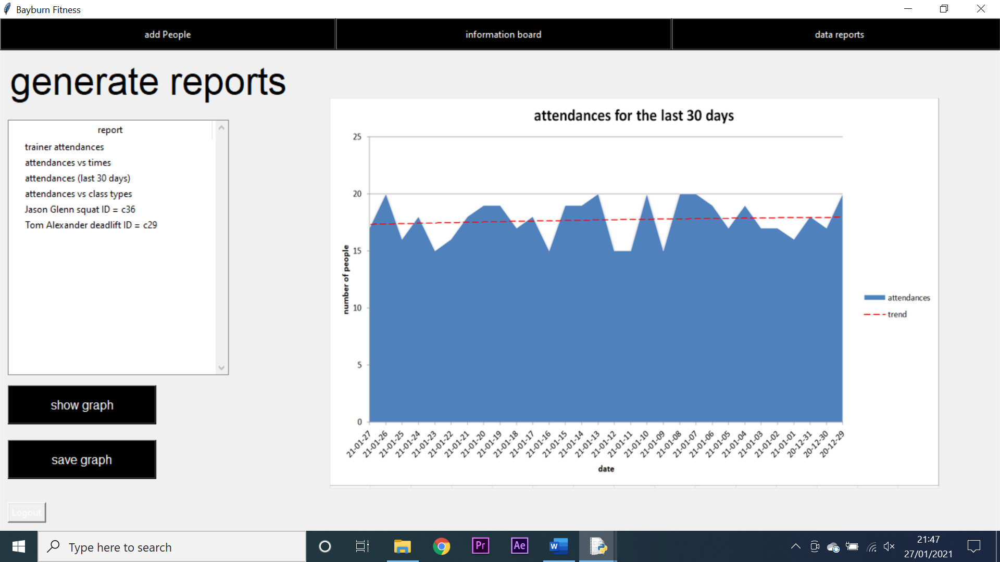 Bayburn Fitness
add People
information board
data reports
generate reports
report
trainer attendances
attendances vs times
attendances (last 30 days)
attendances vs class types
Jason Glenn squat ID = c36
Tom Alexander deadlift ID = c29
show graph
save graph
Logout
attendances for the last 30 days
25
20
15
10
5
0
number of people
21-01-27
21-01-26
21-01-25
21-01-24
21-01-23
21-01-22
21-01-21
21-01-20
21-01-19
21-01-18
21-01-17
21-01-16
21-01-15
21-01-14
21-01-13
21-01-12
21-01-11
21-01-10
21-01-09
21-01-08
21-01-07
21-01-06
21-01-05
21-01-04
21-01-03
21-01-02
21-01-01
20-12-31
20-12-30
20-12-29
date
attendances
trend
Type here to search
Pr
Ae
W
21:47
27/01/2021